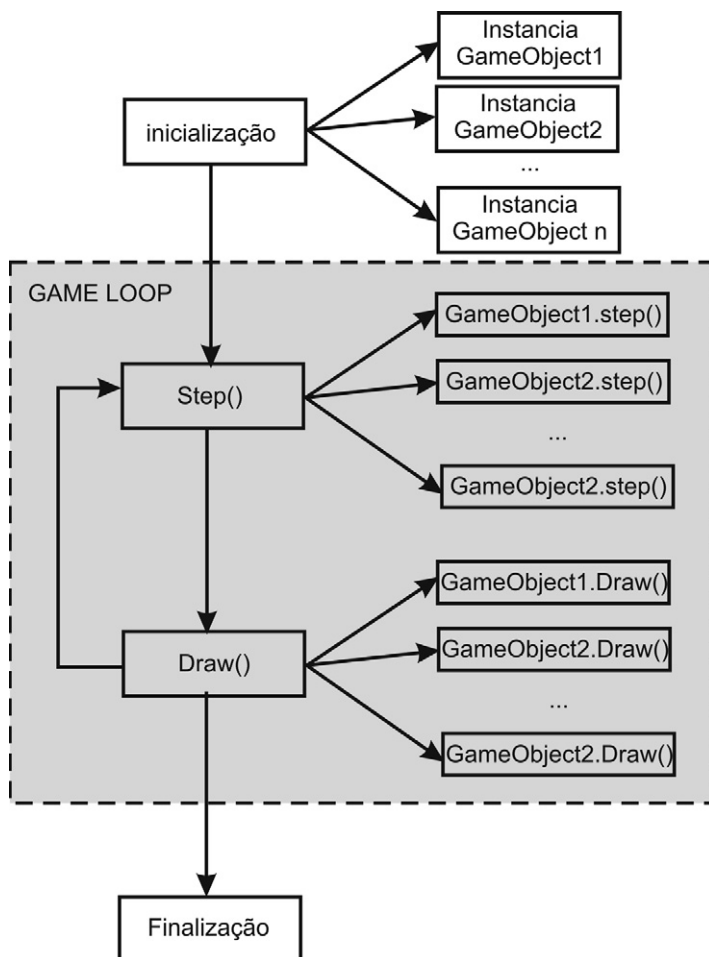 Instancia
GameObject1
inicialização
Instancia
GameObject2
...
Instancia
GameObject n
GAME LOOP
GameObject1.step()
Step()
GameObject2.step()
...
GameObject2.step()
GameObject1.Draw()
Draw()
GameObject2.Draw()
...
GameObject2.Draw()
Finalização